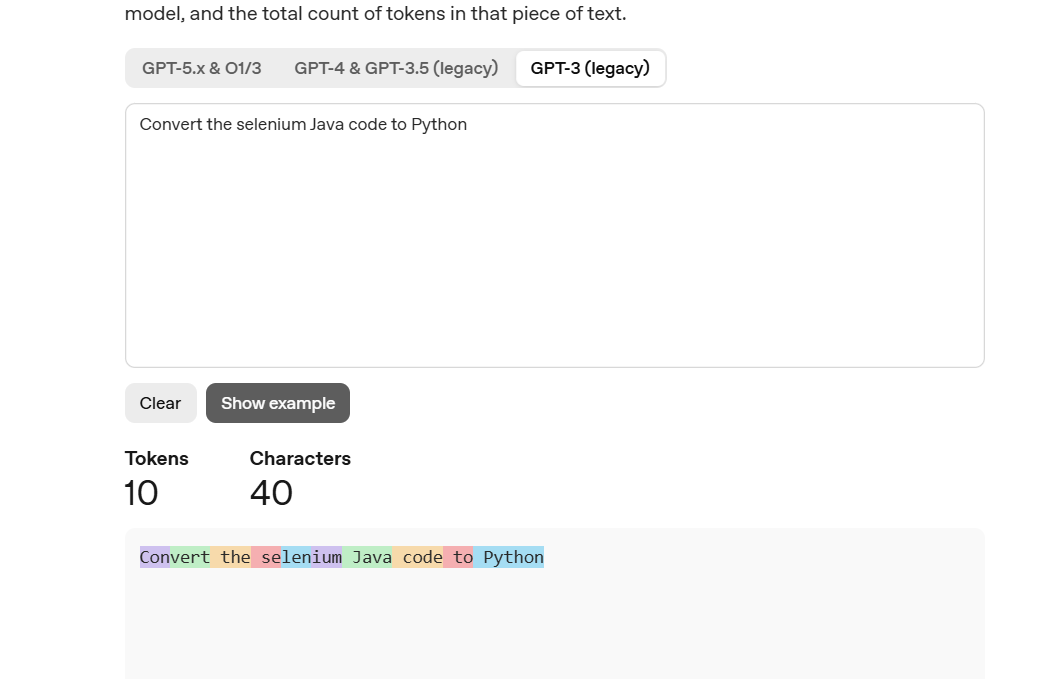 model, and the total count of tokens in that piece of text.
GPT-5.x & O1/3 GPT-4 & GPT-3.5 (legacy) GPT-3 (legacy)
Convert the selenium Java code to Python
Clear Show example
Tokens Characters
10 40
Convert the selenium Java code to Python